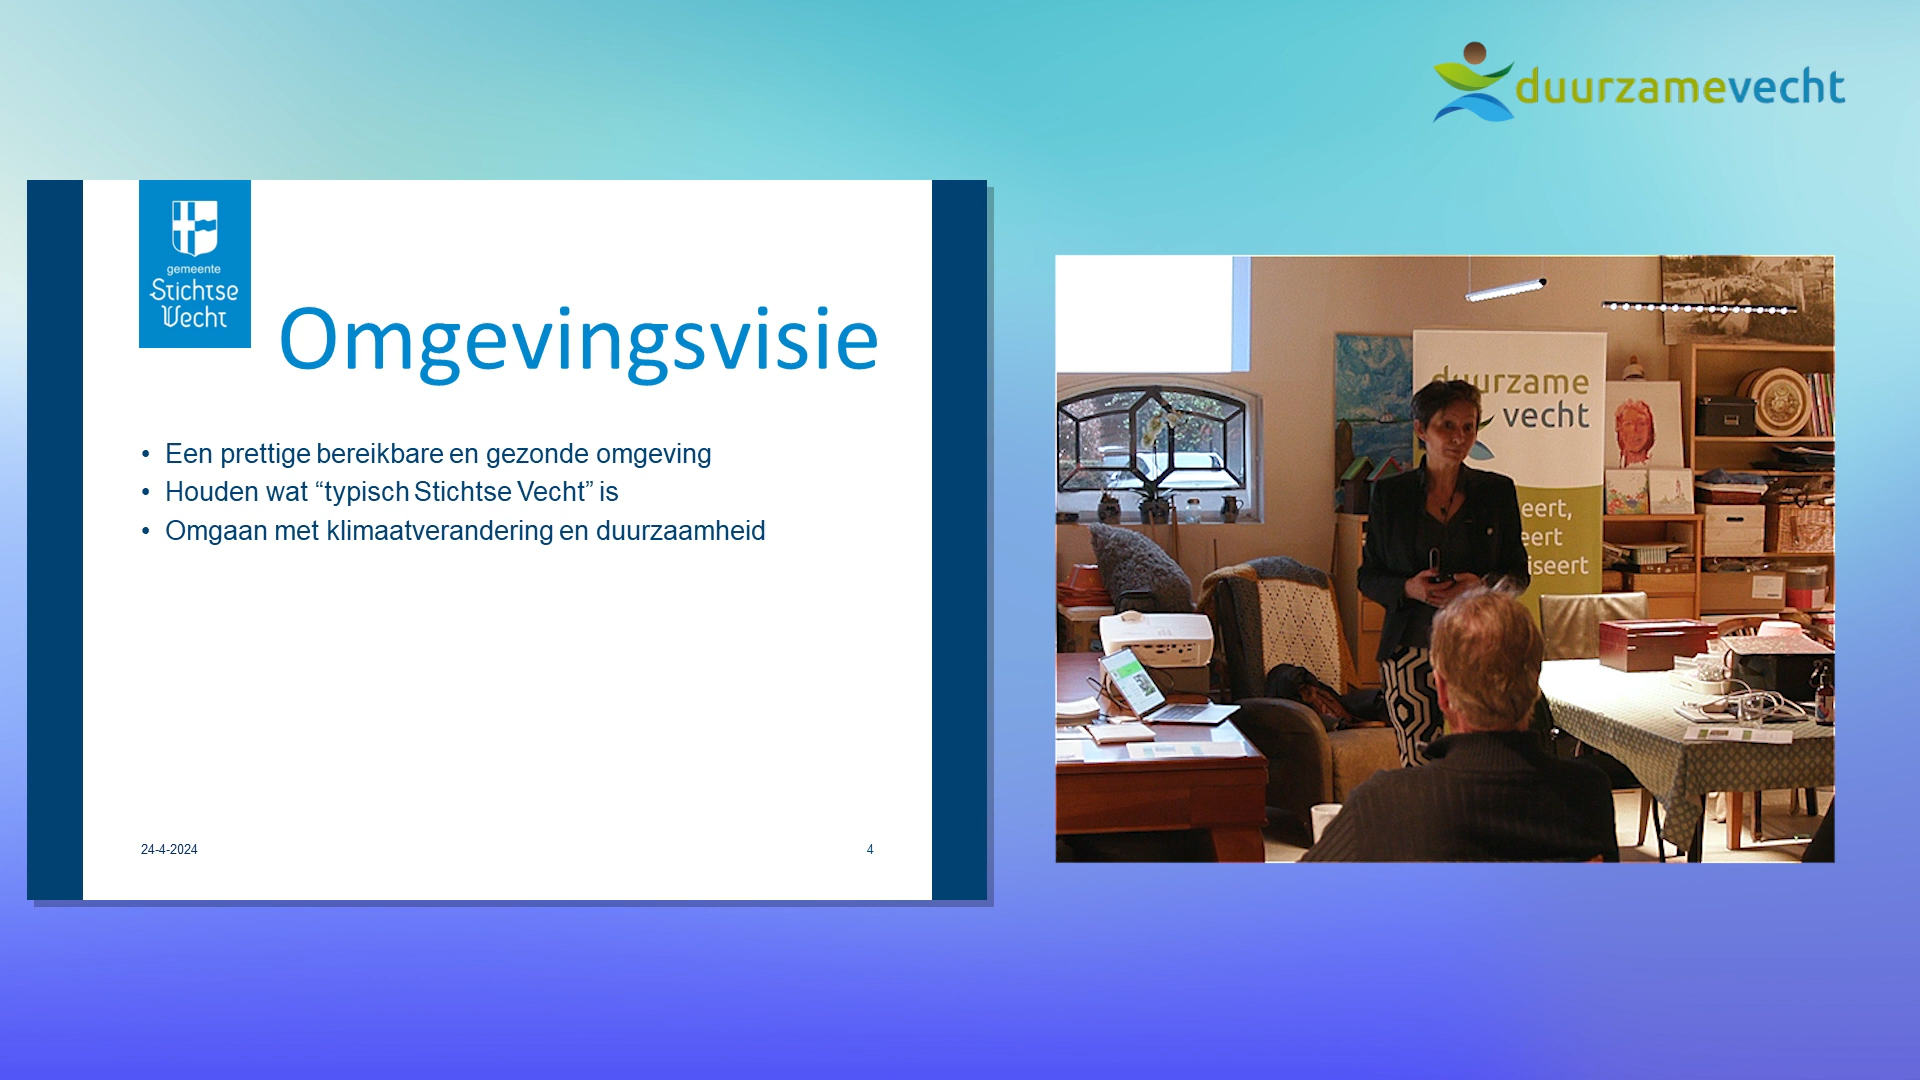 duurzamevecht
gemeente
Stichtse
Vecht
Omgevingsvisie
• Een prettige bereikbare en gezonde omgeving
• Houden wat “typisch Stichtse Vecht” is
• Omgaan met klimaatverandering en duurzaamheid
24-4-2024
4
duurzame
vecht
eert,
eert
iseert